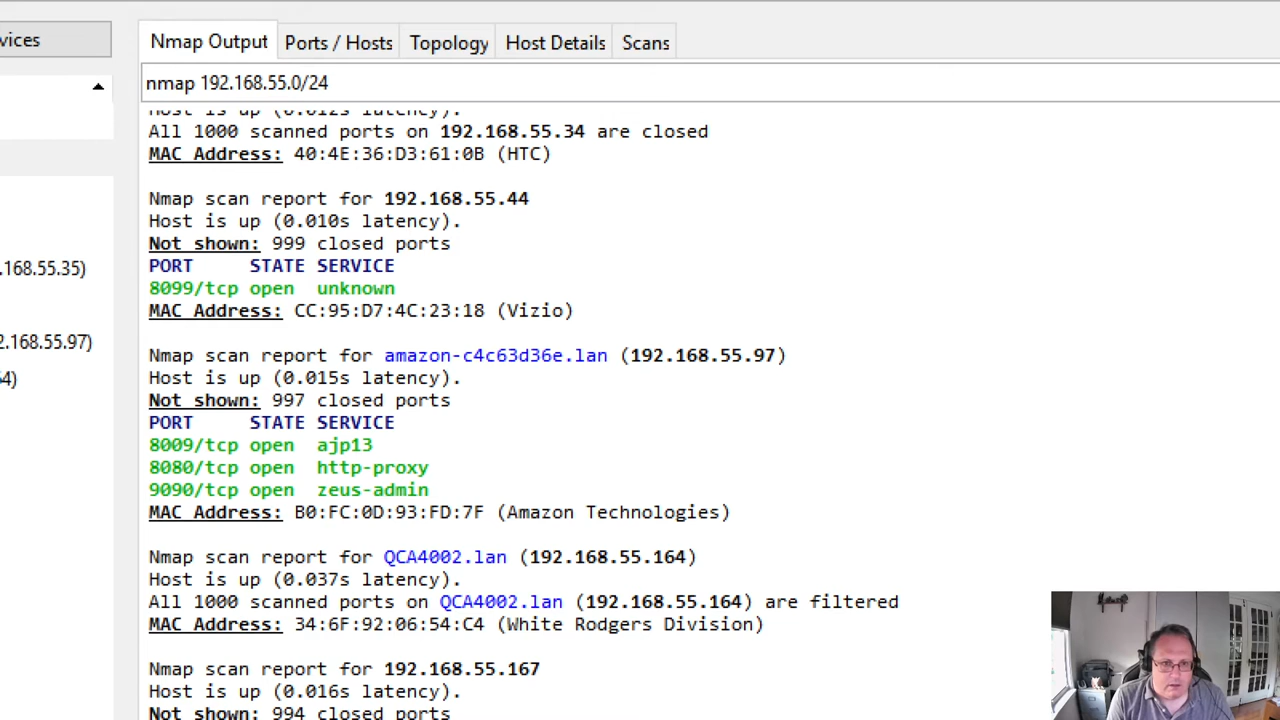 vices
Nmap Output
Ports / Hosts
Topology
Host Details
Scans
nmap 192.168.55.0/24
Host is up (0.012s latency).
All 1000 scanned ports on 192.168.55.34 are closed
MAC Address: 40:4E:36:D3:61:0B (HTC)
Nmap scan report for 192.168.55.44
Host is up (0.010s latency).
Not shown: 999 closed ports
PORT STATE SERVICE
8099/tcp open unknown
MAC Address: CC:95:D7:4C:23:18 (Vizio)
.168.55.35)
2.168.55.97)
4)
Nmap scan report for amazon-c4c63d36e.lan (192.168.55.97)
Host is up (0.015s latency).
Not shown: 997 closed ports
PORT STATE SERVICE
8009/tcp open ajp13
8080/tcp open http-proxy
9090/tcp open zeus-admin
MAC Address: B0:FC:0D:93:FD:7F (Amazon Technologies)
Nmap scan report for QCA4002.lan (192.168.55.164)
Host is up (0.037s latency).
All 1000 scanned ports on QCA4002.lan (192.168.55.164) are filtered
MAC Address: 34:6F:92:06:54:C4 (White Rodgers Division)
Nmap scan report for 192.168.55.167
Host is up (0.016s latency).
Not shown: 994 closed ports